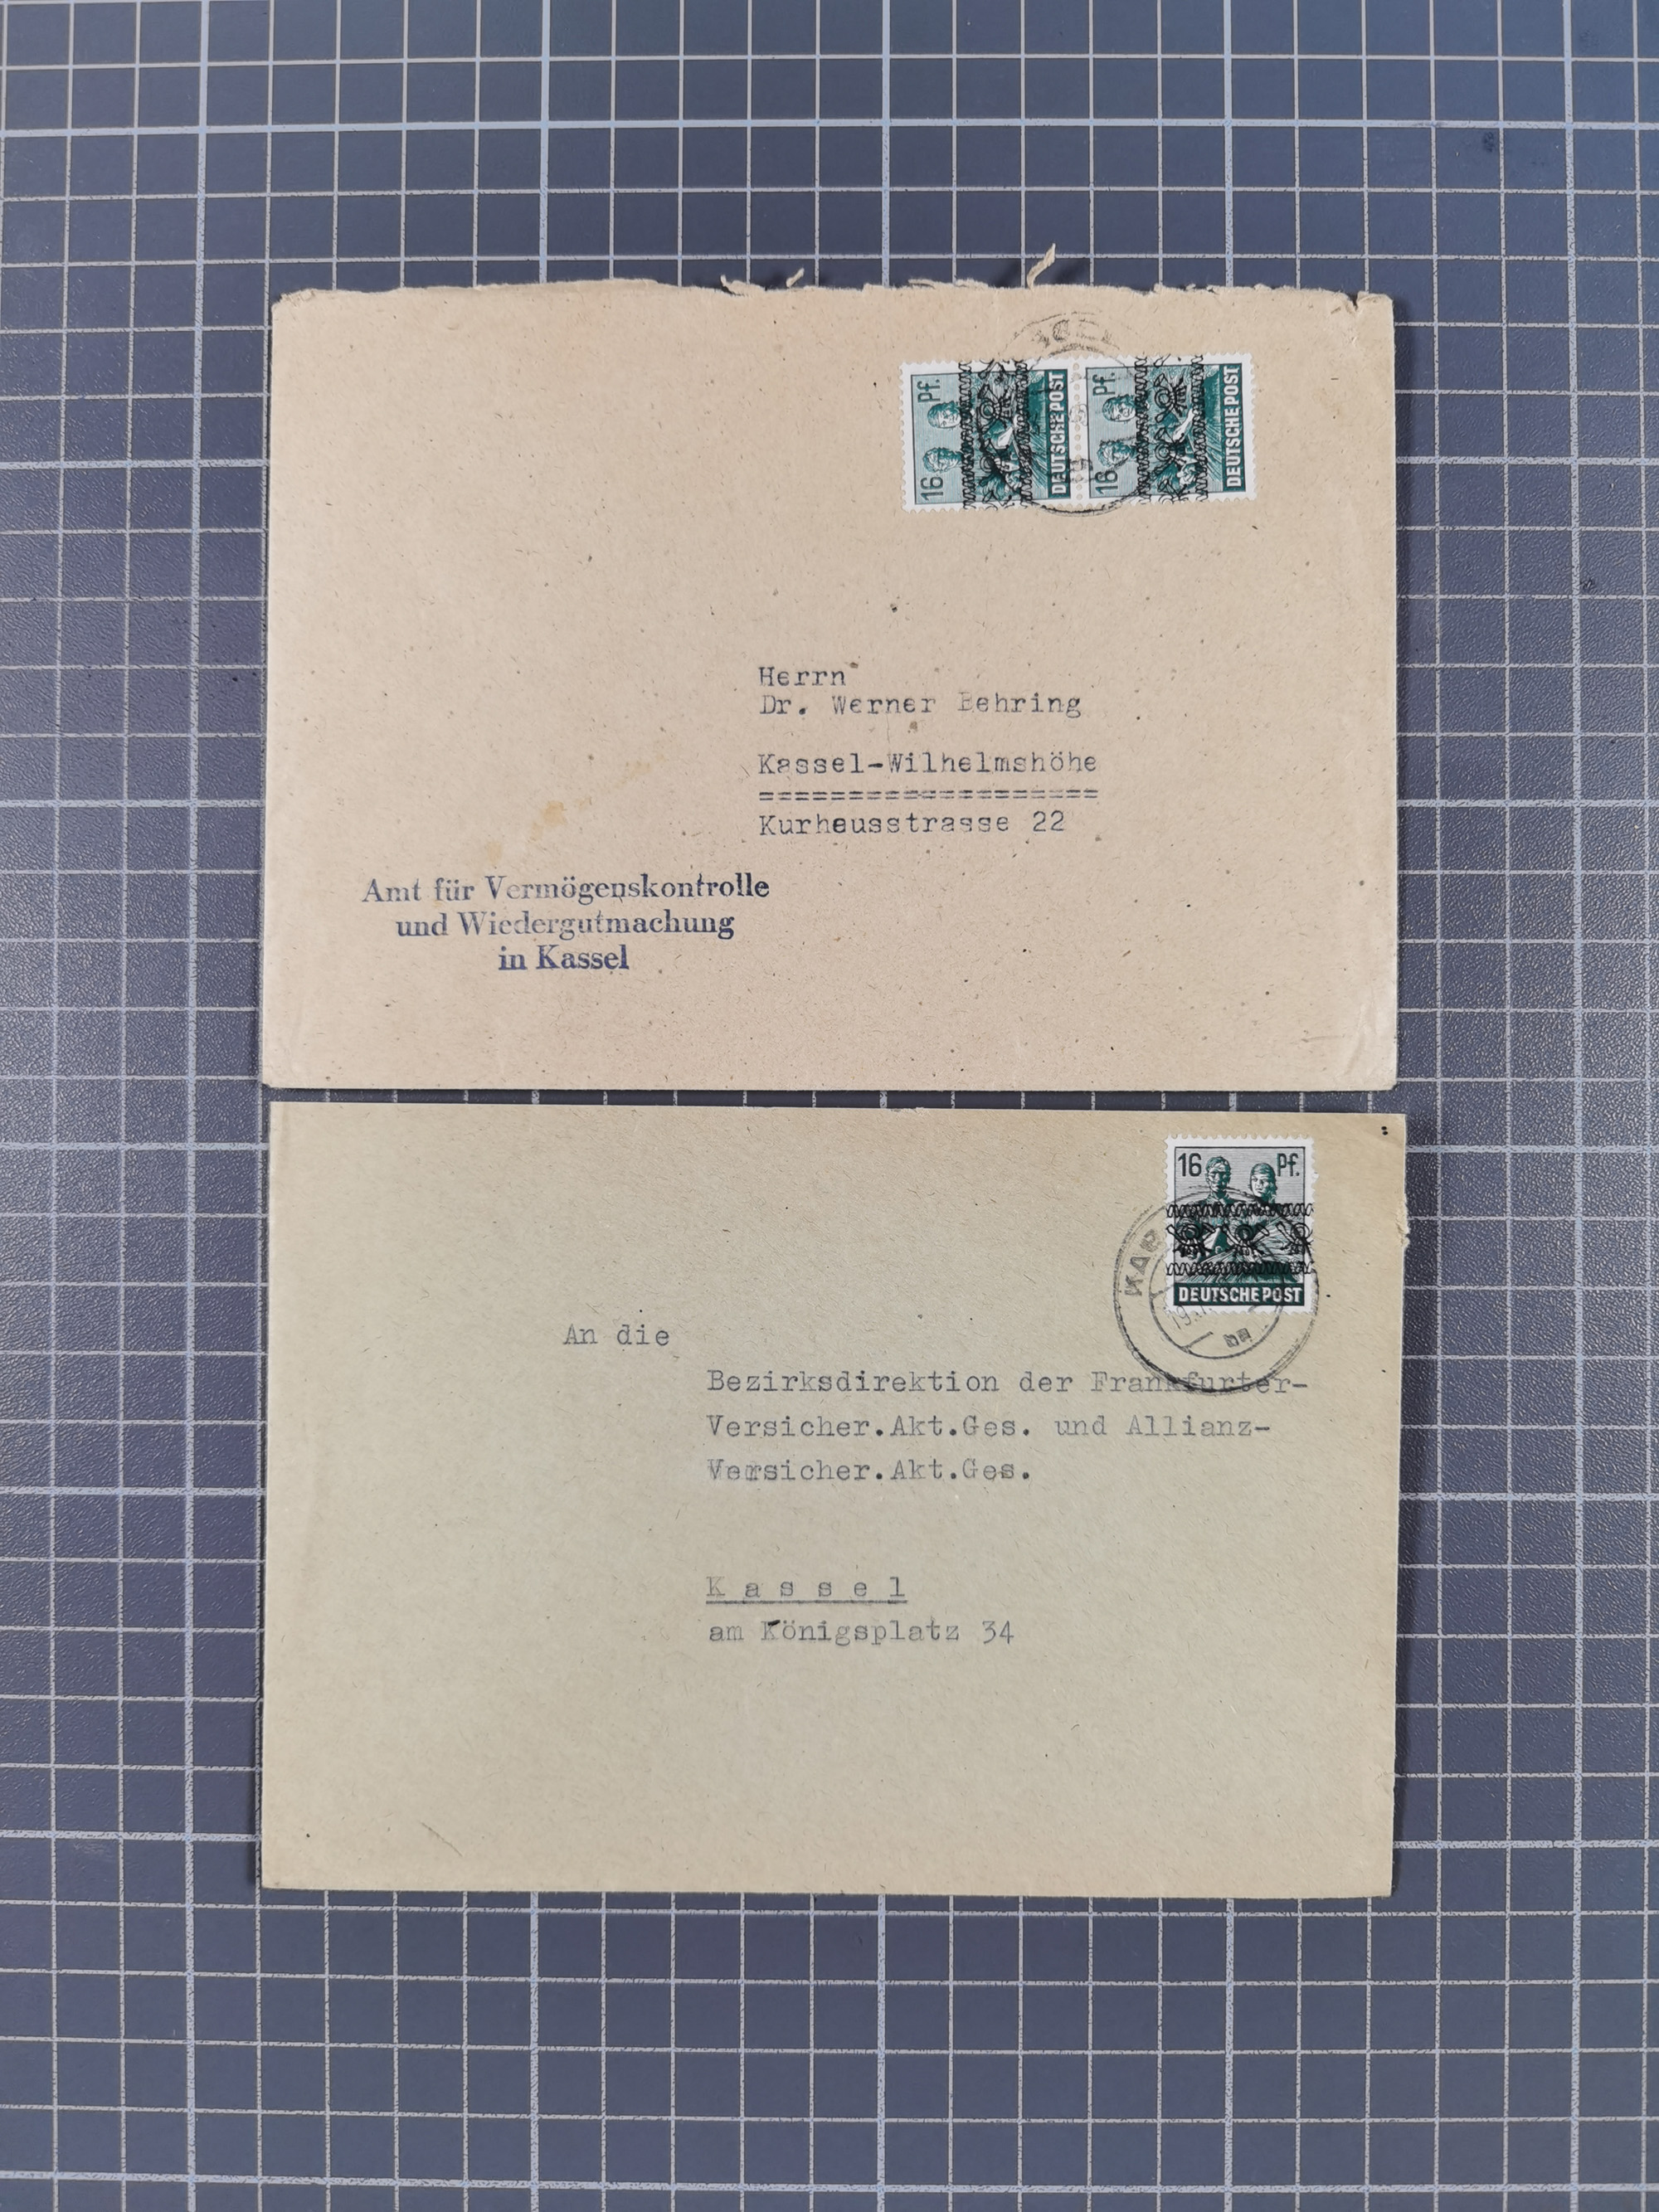 16 Pf.
DEUTSCHE POST
16 Pf.
DEUTSCHE POST
Herrn
Dr. Werner Behring
Kassel-Wilhelmshöhe
===================
Kurhausstrasse 22
Amt für Vermögenskontrolle
und Wiedergutmachung
in Kassel
16 Pf.
DEUTSCHE POST
An die
Bezirksdirektion der Frankfurter-
Versicher.Akt.Ges. und Allianz-
Versicher.Akt.Ges.
K a s s e l
am Königsplatz 34